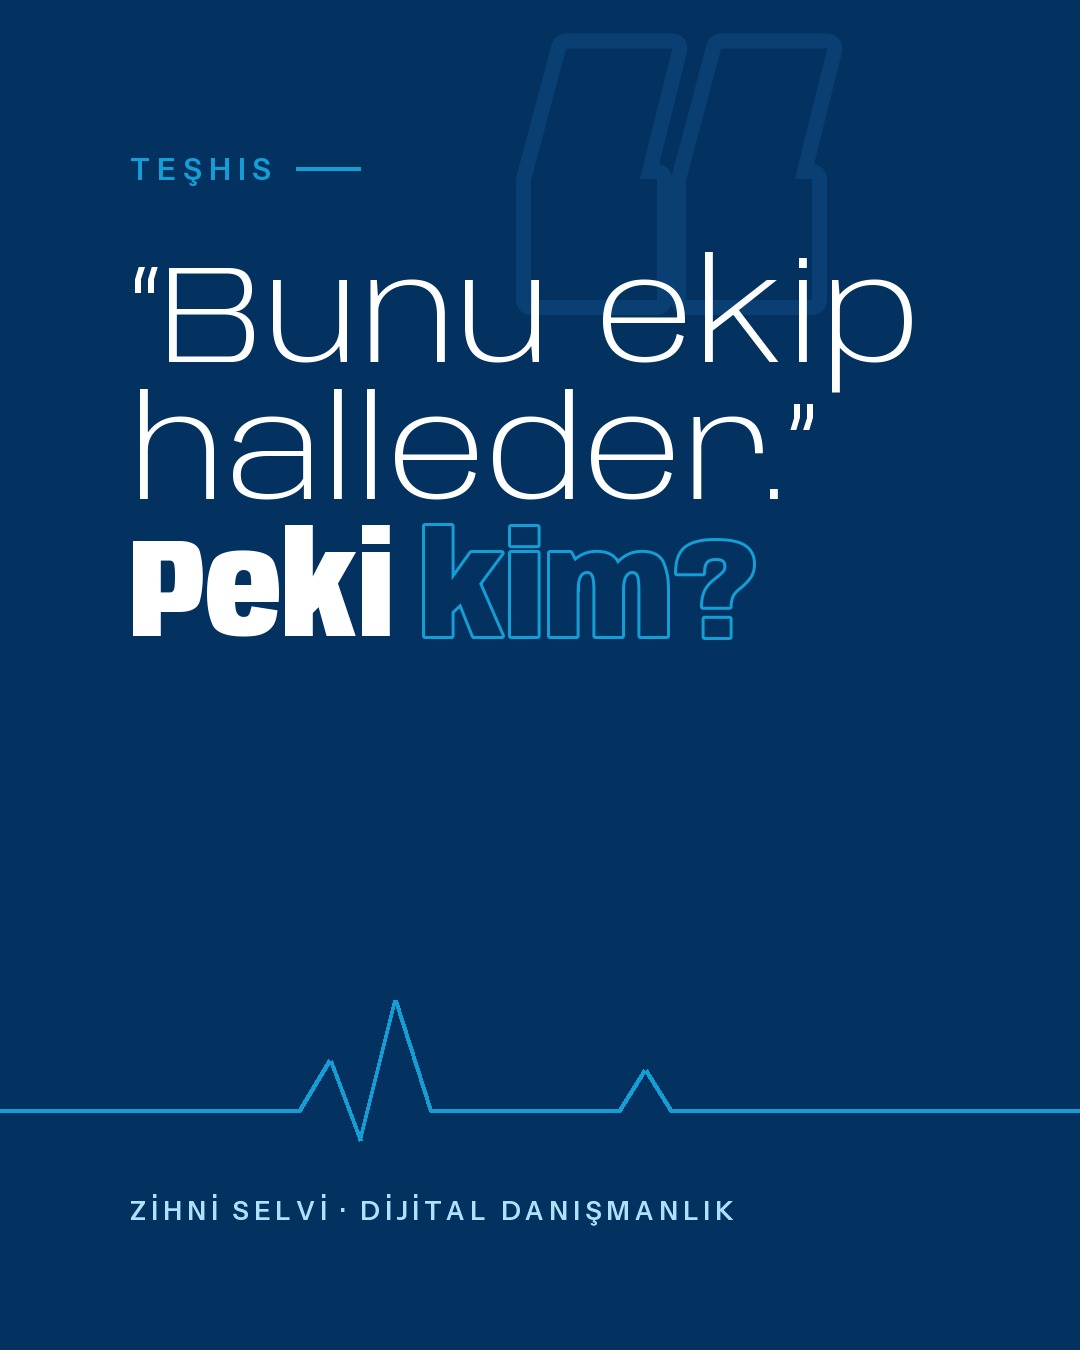 TEŞHIS
“Bunu ekip
halleder.”
Peki kim?
ZİHNİ SELVİ · DİJİTAL DANIŞMANLIK